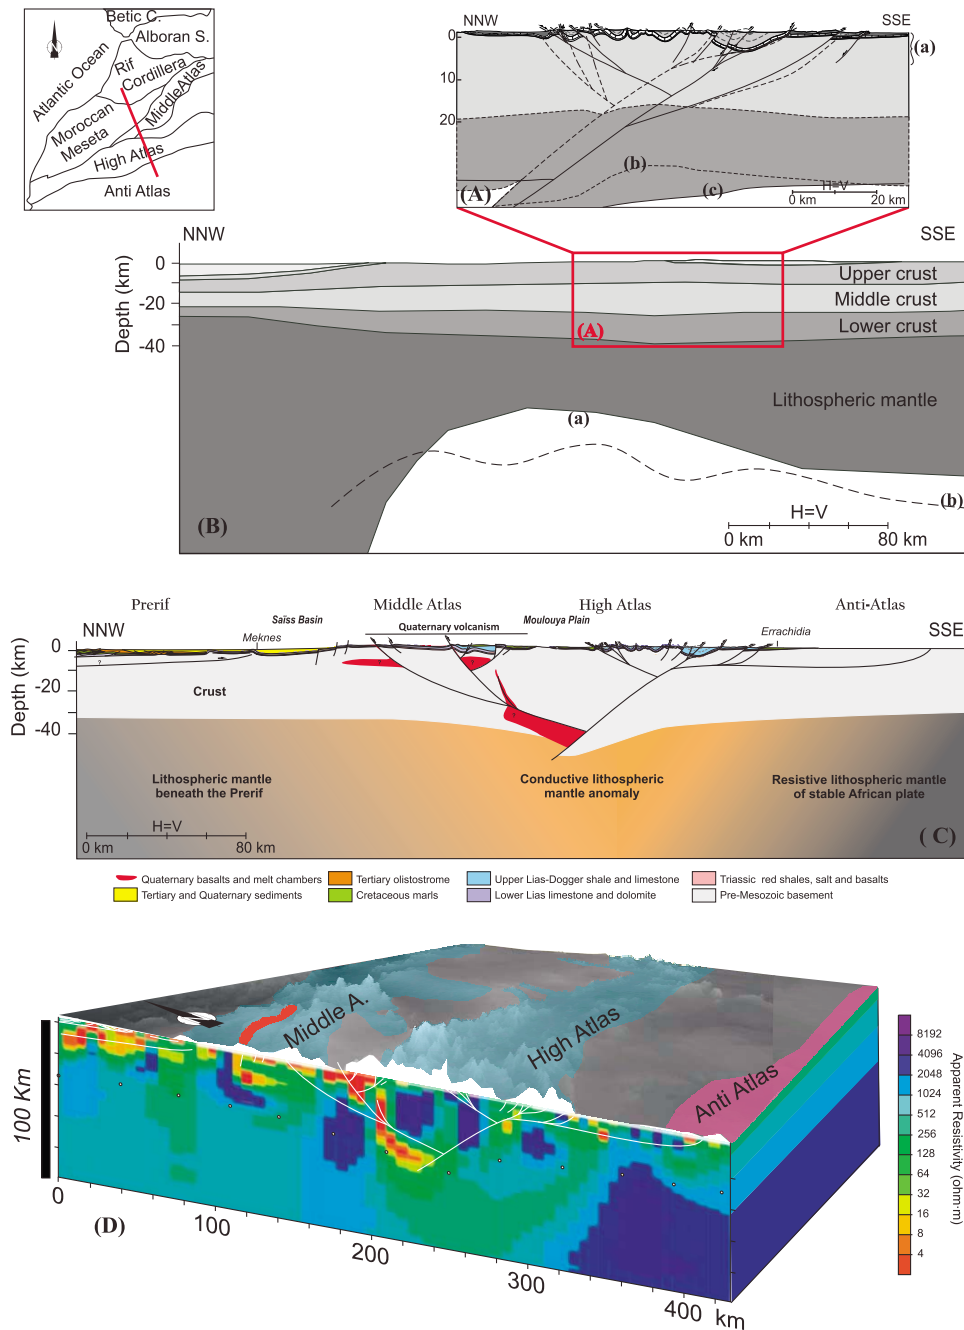 Betic C.
Alboran S.
N
Atlantic Ocean
Rif
Cordillera
Middle Atlas
Moroccan
Meseta
High Atlas
Anti Atlas
NNW
SSE
0
10
20
(a)
(b)
(c)
(A)
H=V
0 km
20 km
NNW
SSE
Depth (km)
0
-20
-40
Upper crust
Middle crust
Lower crust
(A)
Lithospheric mantle
(a)
(b)
(B)
H=V
0 km
80 km
Prerif
Middle Atlas
High Atlas
Anti-Atlas
Saïss Basin
Quaternary volcanism
Moulouya Plain
NNW
Meknes
Errachidia
SSE
Depth (km)
0
-20
-40
?
?
?
?
Crust
Lithospheric mantle
beneath the Prerif
Conductive lithospheric
mantle anomaly
Resistive lithospheric mantle
of stable African plate
H=V
0 km
80 km
( C)
Quaternary basalts and melt chambers
Tertiary olistostrome
Upper Lias-Dogger shale and limestone
Triassic red shales, salt and basalts
Tertiary and Quaternary sediments
Cretaceous marls
Lower Lias limestone and dolomite
Pre-Mesozoic basement
Middle A.
High Atlas
Anti Atlas
100 Km
0
100
200
300
400
km
(D)
8192
4096
2048
1024
512
256
128
64
32
16
8
4
Apparent Resistivity (ohm·m)